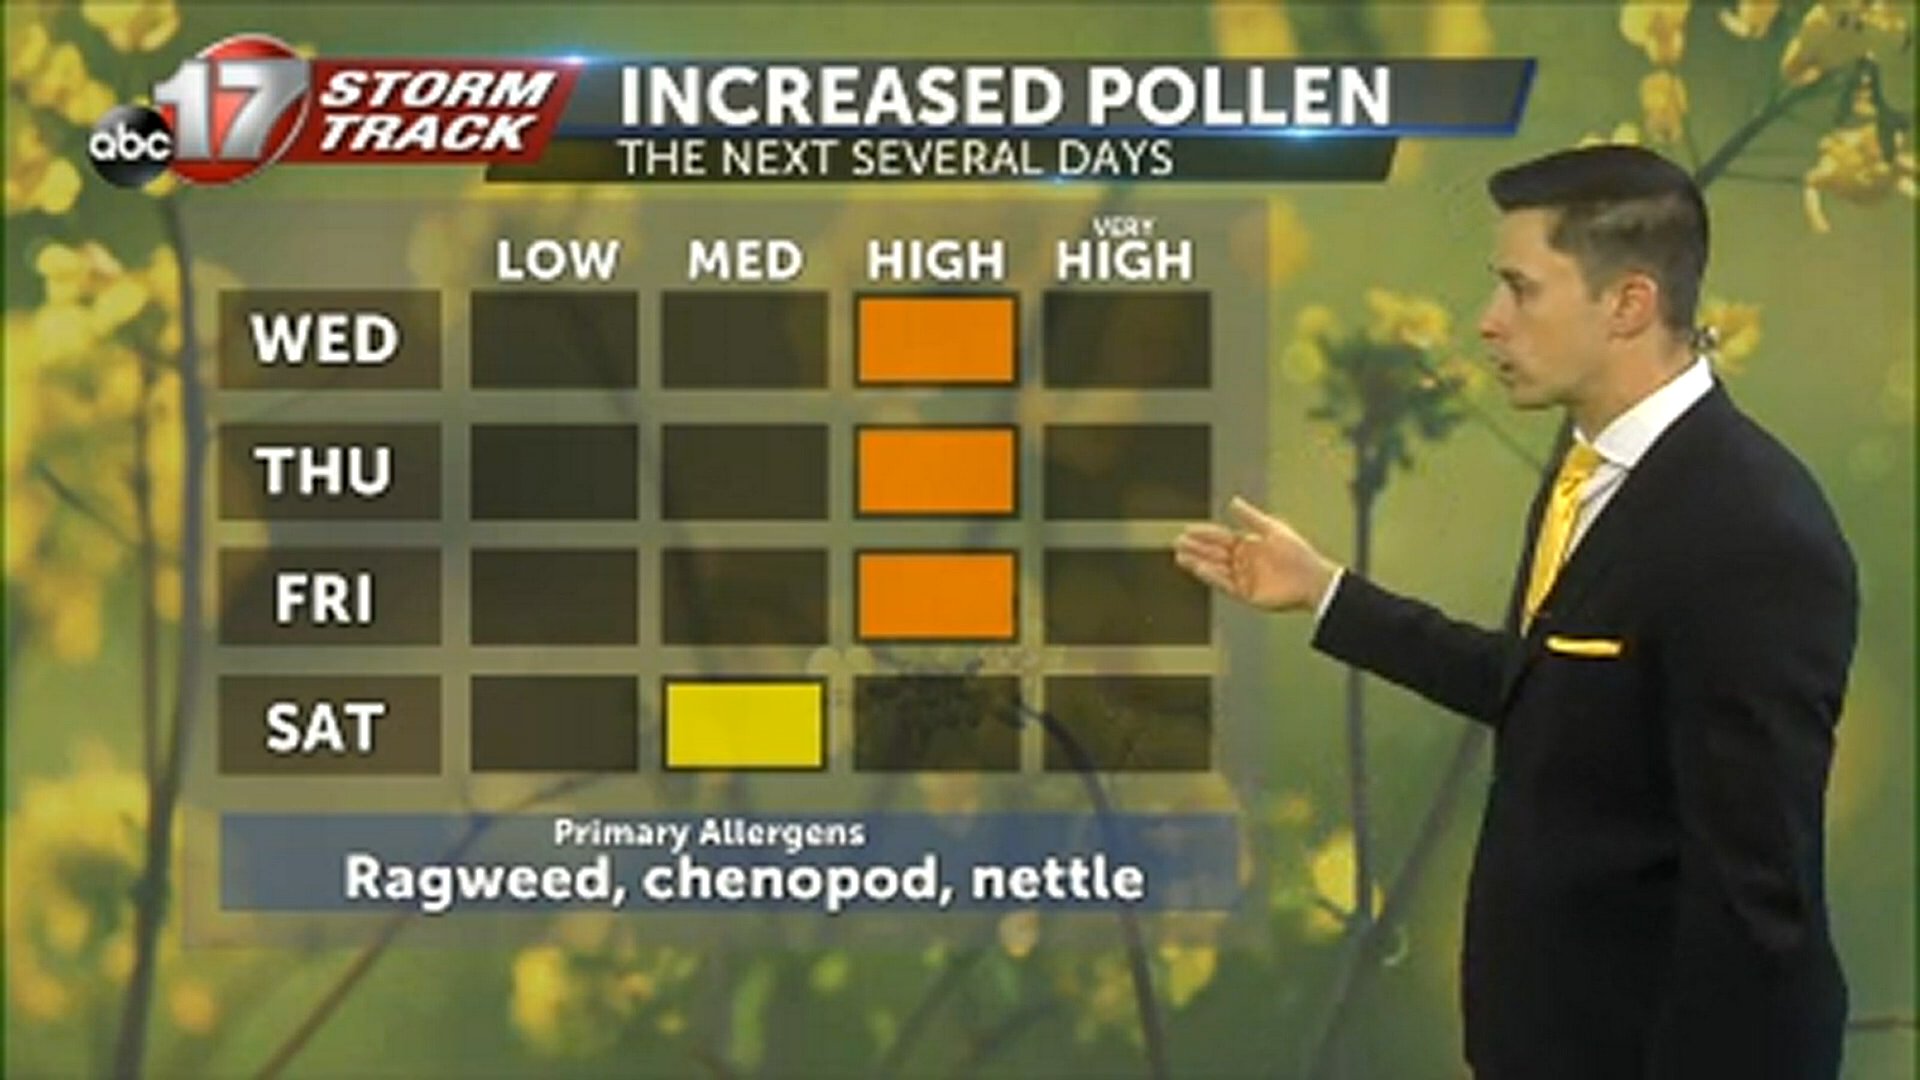 abc 17 STORM TRACK
INCREASED POLLEN
THE NEXT SEVERAL DAYS
LOW MED HIGH VERY HIGH
WED
THU
FRI
SAT
Primary Allergens
Ragweed, chenopod, nettle